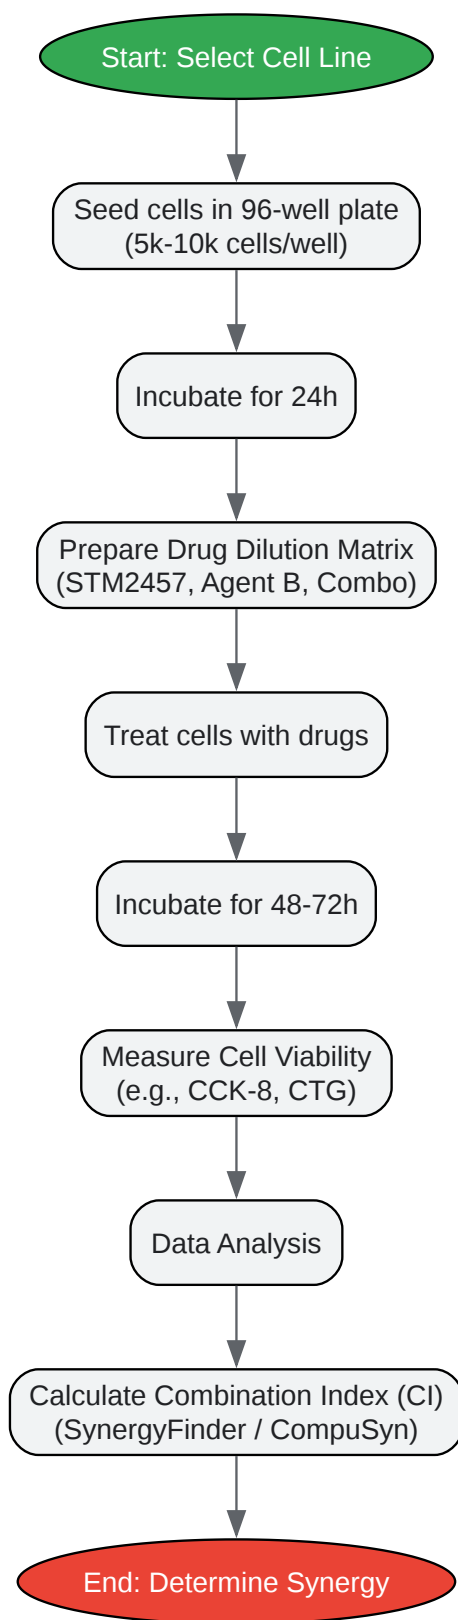 Start: Select Cell Line
Seed cells in 96-well plate
(5k-10k cells/well)
Incubate for 24h
Prepare Drug Dilution Matrix
(STM2457, Agent B, Combo)
Treat cells with drugs
Incubate for 48-72h
Measure Cell Viability
(e.g., CCK-8, CTG)
Data Analysis
Calculate Combination Index (CI)
(SynergyFinder / CompuSyn)
End: Determine Synergy